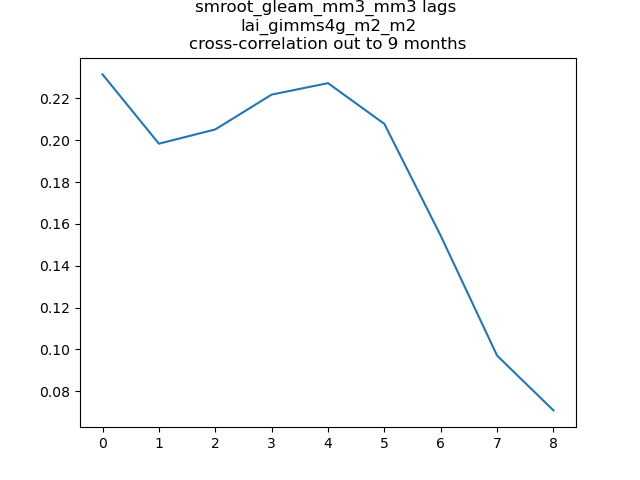 smroot_gleam_mm3_mm3 lags
lai_gimms4g_m2_m2
cross-correlation out to 9 months
0.22
0.20
0.18
0.16
0.14
0.12
0.10
0.08
0 1 2 3 4 5 6 7 8